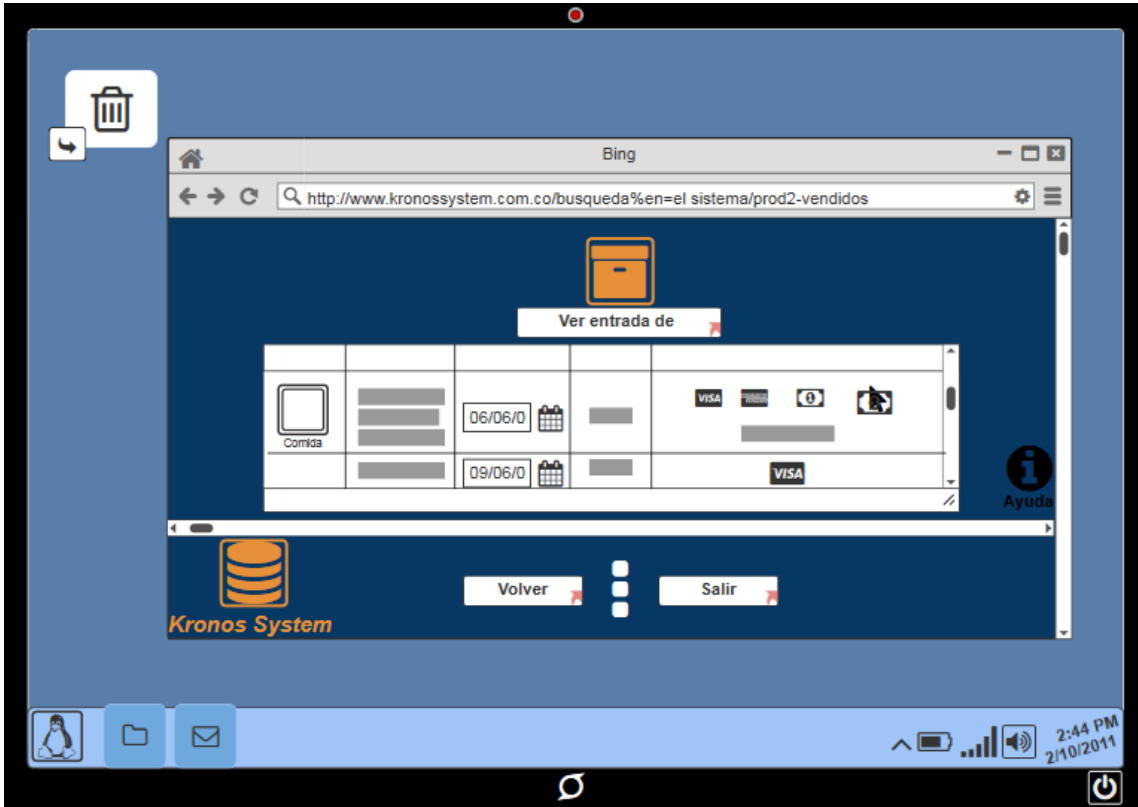 Bing
http://www.kronossystem.com.co/busqueda%en=el sistema/prod2-vendidos
Ver entrada de
VISA
06/06/0
Comida
09/06/0
VISA
Ayuda
Volver
Salir
Kronos System
2:44 PM
2/10/2011